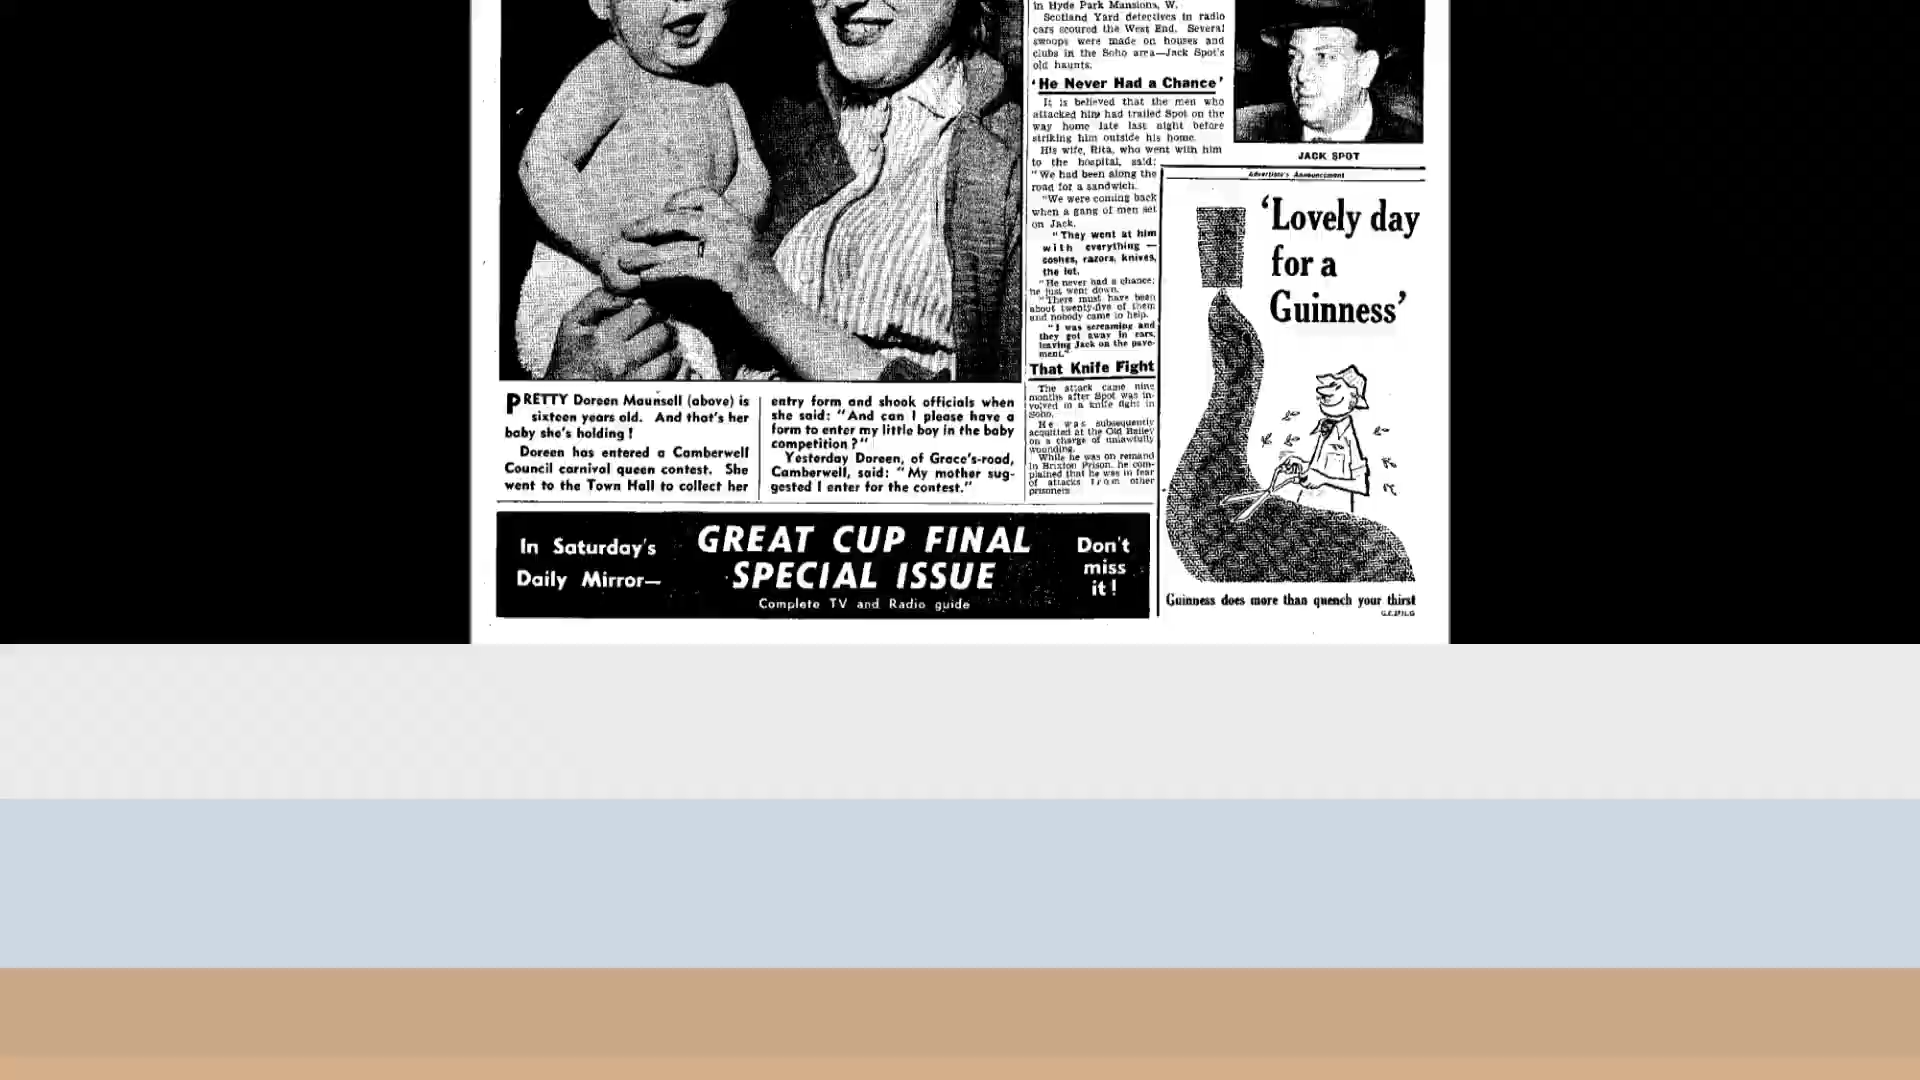 in Hyde Park Mansions, W.
Scotland Yard detectives in radio
cars scoured the West End. Several
swoops were made on houses and
clubs in the Soho area—Jack Spot's
old haunts.
'He Never Had a Chance'
It is believed that the men who
attacked him had trailed Spot on the
way home late last night before
striking him outside his home.
His wife, Rita, who went with him
to the hospital, said:
"We had been along the
road for a sandwich.
"We were coming back
when a gang of men set
on Jack.
"They went at him
with everything —
coshes, razors, knives,
the lot.
"He never had a chance;
he just went down.
"There must have been
about twenty-five of them
and nobody came to help.
"I was screaming and
they got away in cars,
leaving Jack on the pave-
ment."
That Knife Fight
The attack came nine
months after Spot was in-
volved in a knife fight in
Soho.
He was subsequently
acquitted at the Old Bailey
on a charge of unlawfully
wounding.
While he was on remand
in Brixton Prison, he com-
plained that he was in fear
of attacks from other
prisoners
JACK SPOT
Advertiser's Announcement
'Lovely day
for a
Guinness'
Guinness does more than quench your thirst
PRETTY Doreen Maunsell (above) is
sixteen years old. And that's her
baby she's holding!
Doreen has entered a Camberwell
Council carnival queen contest. She
went to the Town Hall to collect her
entry form and shook officials when
she said: "And can I please have a
form to enter my little boy in the baby
competition?"
Yesterday Doreen, of Grace's-road,
Camberwell, said: "My mother sug-
gested I enter for the contest."
In Saturday's
Daily Mirror—
GREAT CUP FINAL
SPECIAL ISSUE
Complete TV and Radio guide
Don't
miss
it!